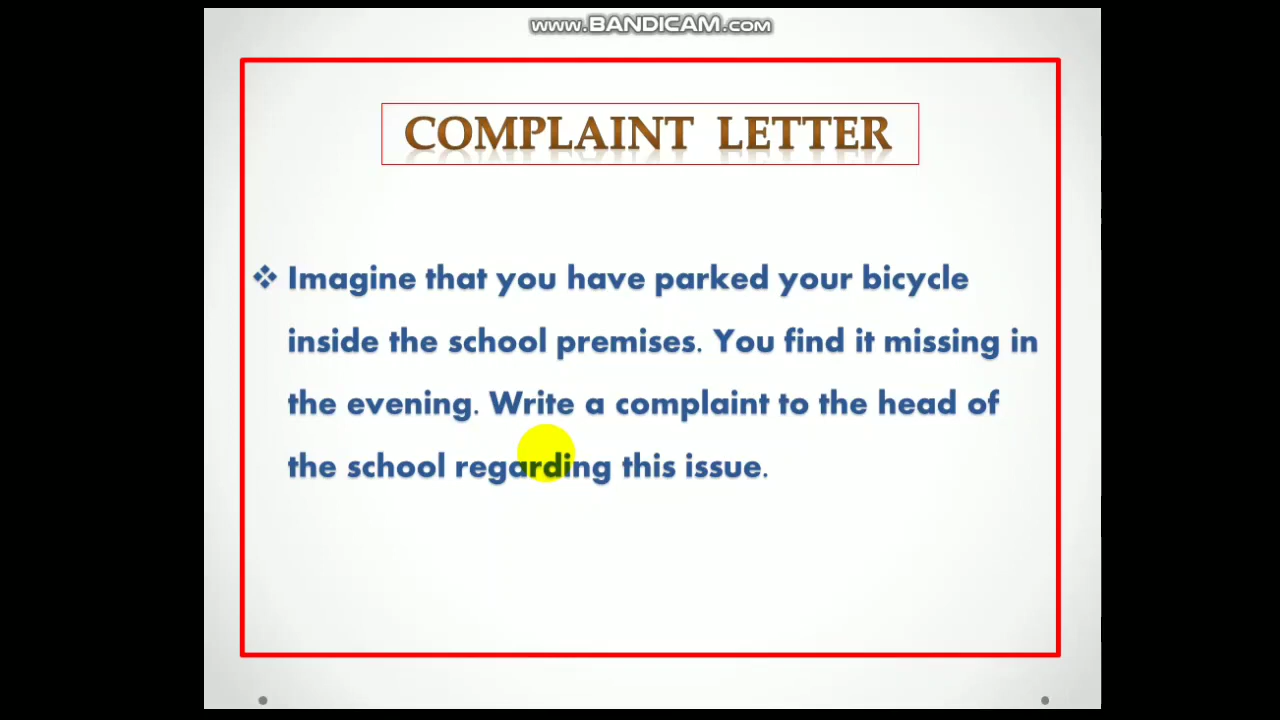 www.BANDICAM.com
COMPLAINT LETTER
❖ Imagine that you have parked your bicycle
inside the school premises. You find it missing in
the evening. Write a complaint to the head of
the school regarding this issue.